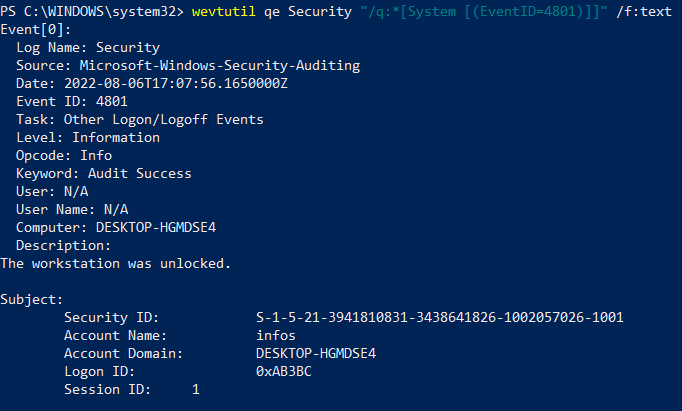 PS C:\WINDOWS\system32> wevtutil qe Security "/q:*[System [(EventID=4801)]]" /f:text
Event[0]:
  Log Name: Security
  Source: Microsoft-Windows-Security-Auditing
  Date: 2022-08-06T17:07:56.1650000Z
  Event ID: 4801
  Task: Other Logon/Logoff Events
  Level: Information
  Opcode: Info
  Keyword: Audit Success
  User: N/A
  User Name: N/A
  Computer: DESKTOP-HGMDSE4
  Description:
The workstation was unlocked.

Subject:
        Security ID:            S-1-5-21-3941810831-3438641826-1002057026-1001
        Account Name:           infos
        Account Domain:         DESKTOP-HGMDSE4
        Logon ID:               0xAB3BC
        Session ID:     1